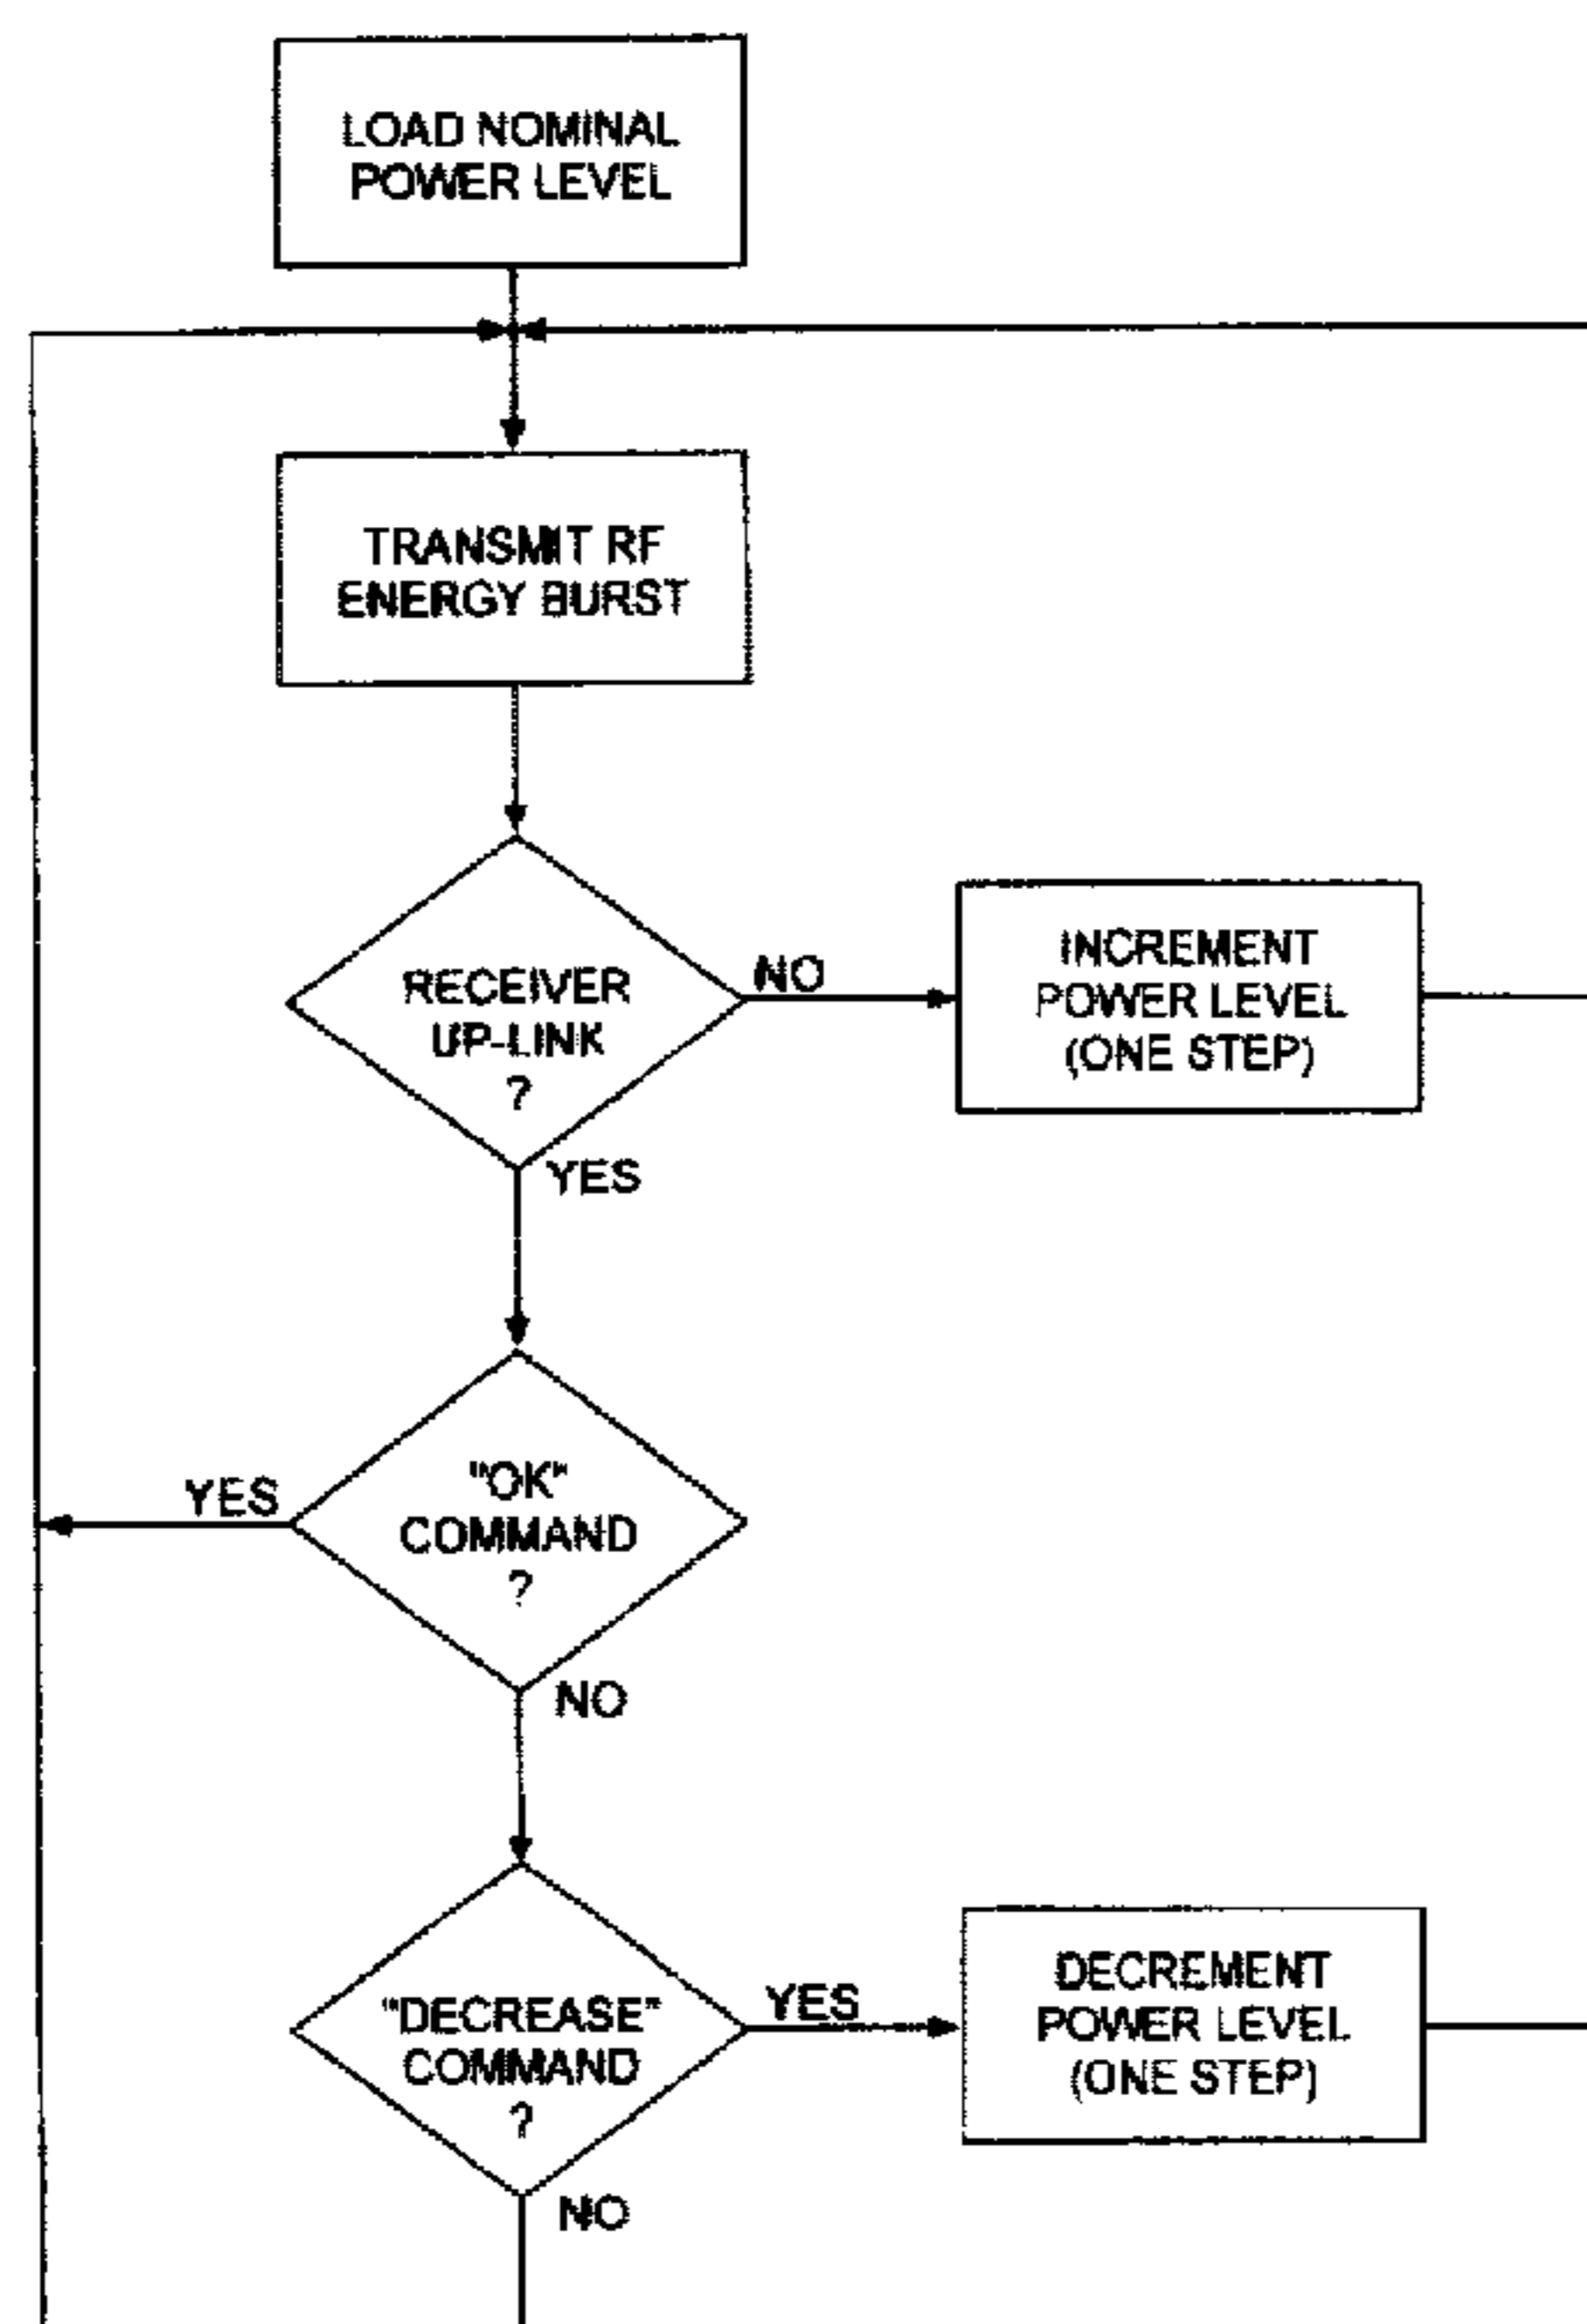 LOAD NOMINAL
POWER LEVEL
TRANSMIT RF
ENERGY BURST
RECEIVER
UP-LINK
?
NO
INCREMENT
POWER LEVEL
(ONE STEP)
YES
"OK"
COMMAND
?
YES
NO
"DECREASE"
COMMAND
?
YES
DECREMENT
POWER LEVEL
(ONE STEP)
NO